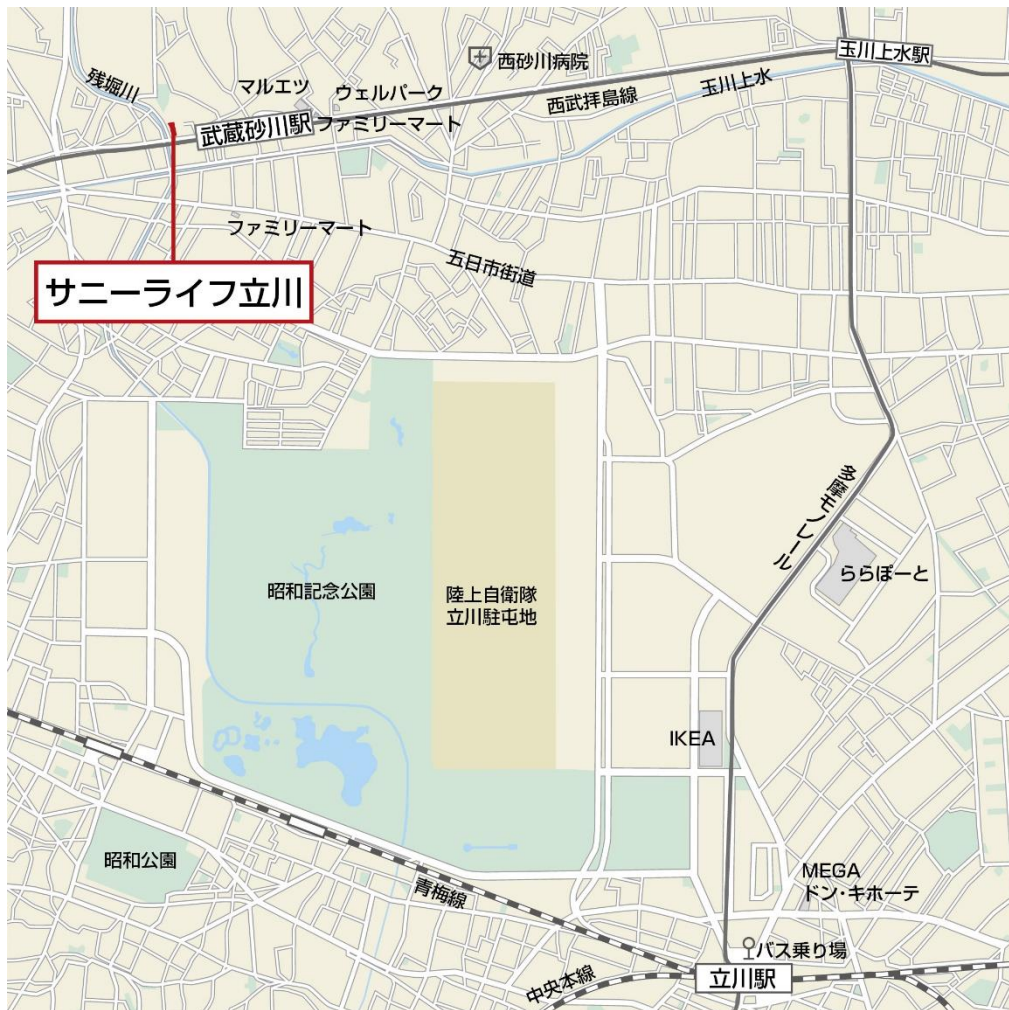 西砂川病院
玉川上水駅
残堀川
マルエツ
ウェルパーク
西武拝島線
玉川上水
武蔵砂川駅
ファミリーマート
ファミリーマート
五日市街道
サニーライフ立川
多摩モノレール
ららぽーと
昭和記念公園
陸上自衛隊
立川駐屯地
IKEA
昭和公園
青梅線
MEGA
ドン・キホーテ
バス乗り場
中央本線
立川駅